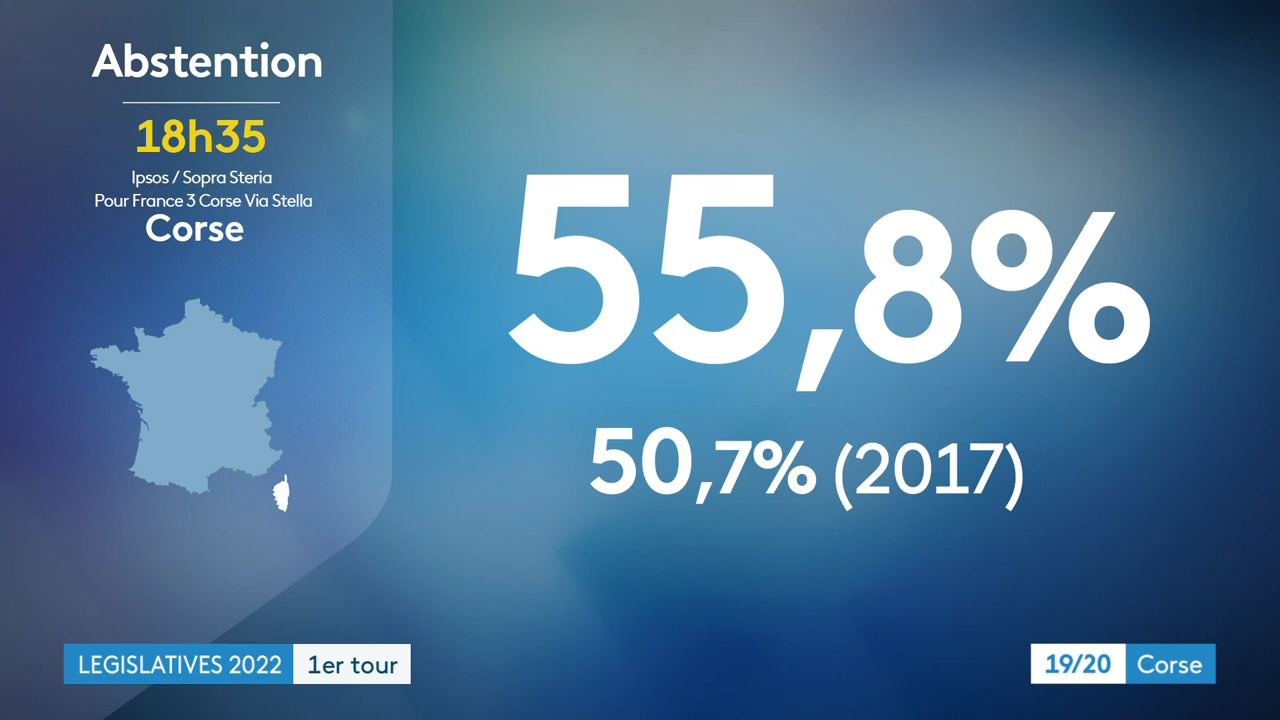 Abstention
18h35
Ipsos / Sopra Steria
Pour France 3 Corse Via Stella
Corse
55,8%
50,7% (2017)
LEGISLATIVES 2022 1er tour
19/20 Corse